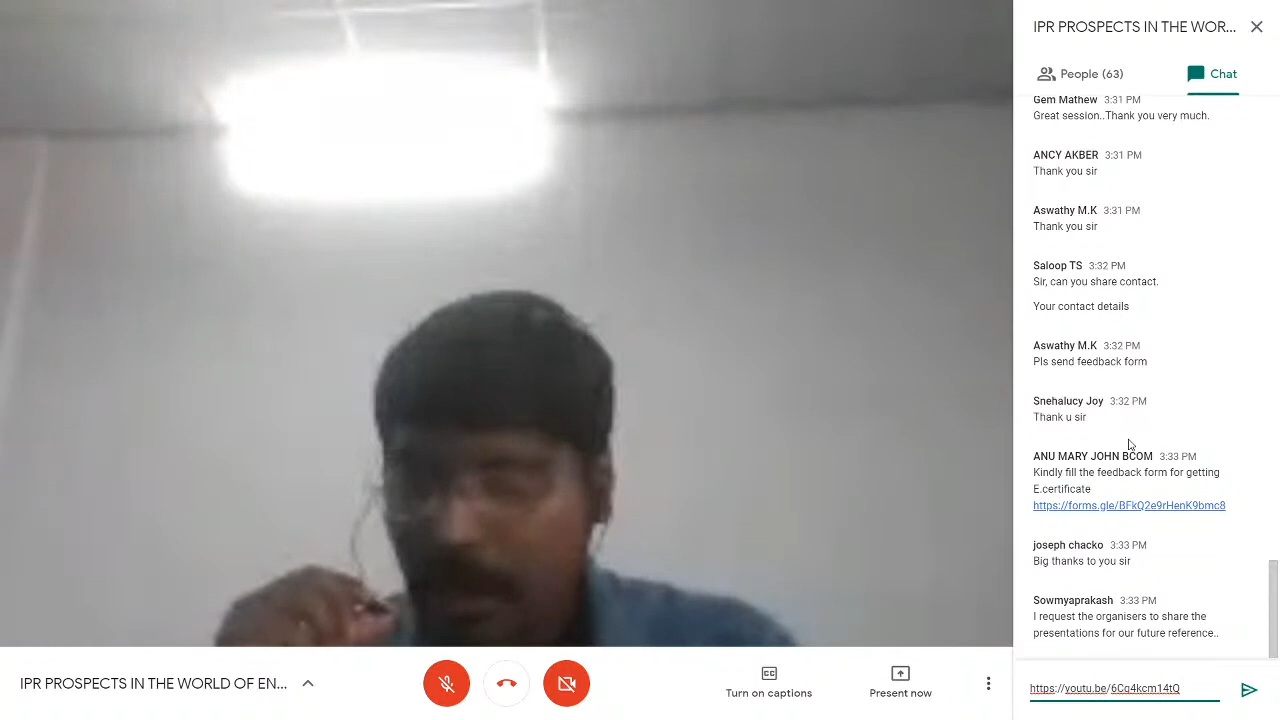 IPR PROSPECTS IN THE WOR...
People (63)
Chat
Gem Mathew 3:31 PM
Great session..Thank you very much.
ANCY AKBER 3:31 PM
Thank you sir
Aswathy M.K 3:31 PM
Thank you sir
Saloop TS 3:32 PM
Sir, can you share contact.
Your contact details
Aswathy M.K 3:32 PM
Pls send feedback form
Snehalucy Joy 3:32 PM
Thank u sir
ANU MARY JOHN BCOM 3:33 PM
Kindly fill the feedback form for getting
E.certificate
https://forms.gle/BFkQ2e9rHenK9bmc8
joseph chacko 3:33 PM
Big thanks to you sir
Sowmyaprakash 3:33 PM
I request the organisers to share the
presentations for our future reference..
https://youtu.be/6Cq4kcm14tQ
IPR PROSPECTS IN THE WORLD OF EN...
CC
Turn on captions
Present now